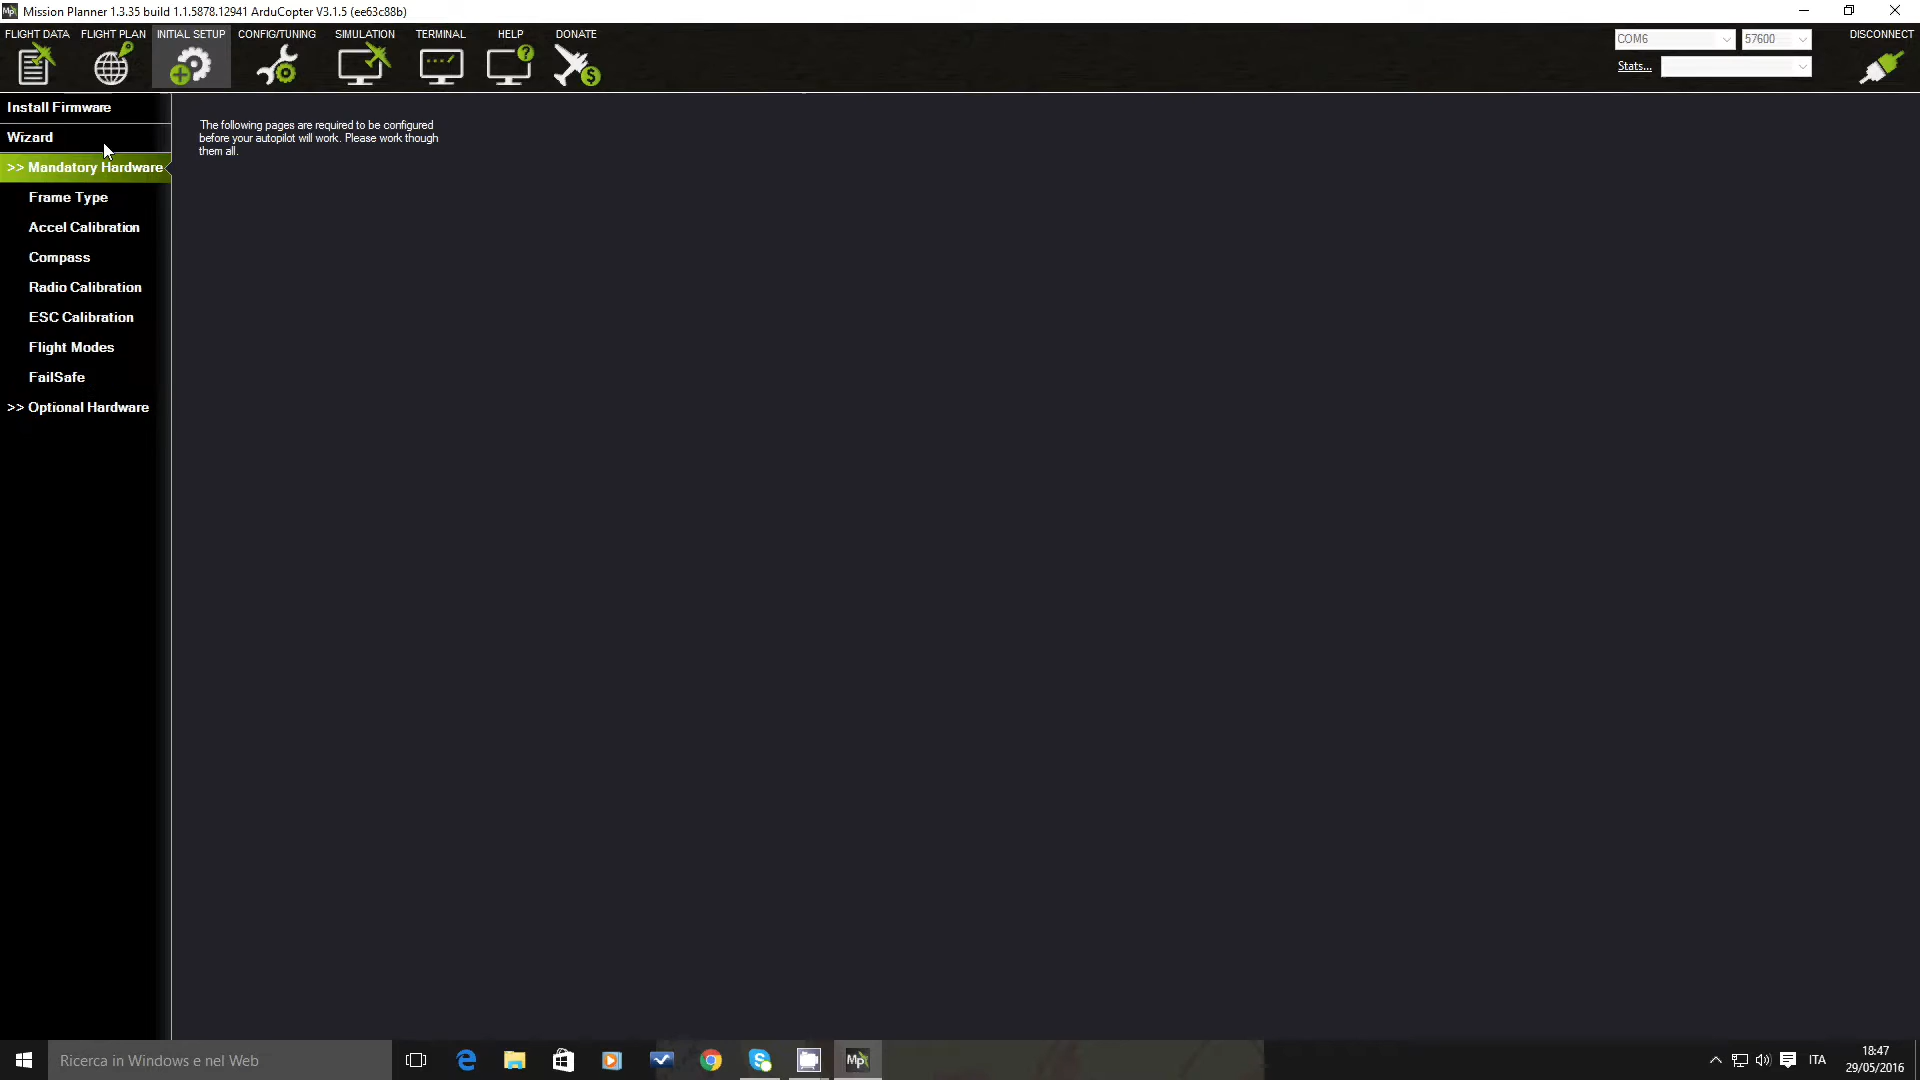 Mission Planner 1.3.35 build 1.1.5878.12941 ArduCopter V3.1.5 (ee63c88b)
FLIGHT DATA FLIGHT PLAN INITIAL SETUP CONFIG/TUNING SIMULATION TERMINAL HELP DONATE
COM6 57600 DISCONNECT
Stats...
Install Firmware
Wizard
>> Mandatory Hardware
Frame Type
Accel Calibration
Compass
Radio Calibration
ESC Calibration
Flight Modes
FailSafe
>> Optional Hardware
The following pages are required to be configured
before your autopilot will work. Please work though
them all.
Ricerca in Windows e nel Web
Mp
ITA
18:47
29/05/2016